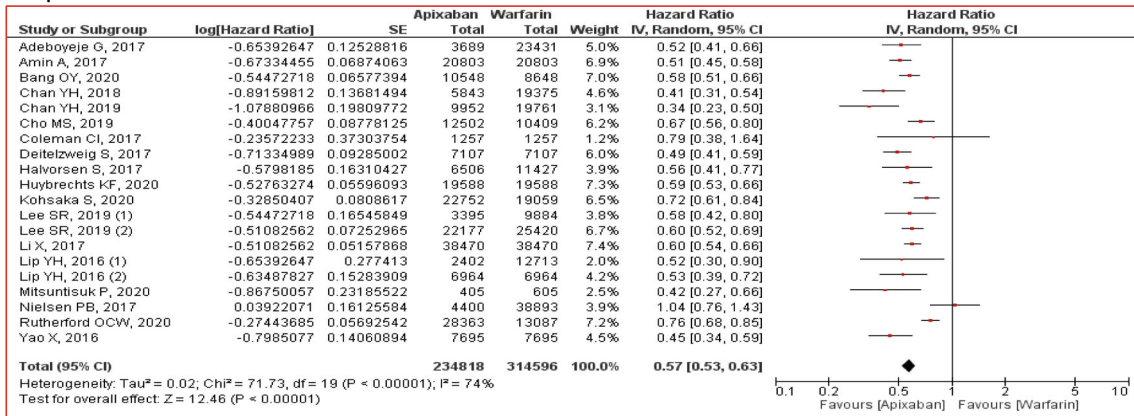 Apixaban Warfarin Hazard Ratio Hazard Ratio
Study or Subgroup log[Hazard Ratio] SE Total Total Weight IV, Random, 95% CI IV, Random, 95% CI
Adeboyeje G, 2017 -0.65392647 0.12528816 3689 23431 5.0% 0.52 [0.41, 0.66]
Amin A, 2017 -0.67334455 0.06874063 20803 20803 6.9% 0.51 [0.45, 0.58]
Bang OY, 2020 -0.54472718 0.06577394 10548 8648 7.0% 0.58 [0.51, 0.66]
Chan YH, 2018 -0.89159812 0.13681494 5843 19375 4.6% 0.41 [0.31, 0.54]
Chan YH, 2019 -1.07880966 0.19809772 9952 19761 3.1% 0.34 [0.23, 0.50]
Cho MS, 2019 -0.40047757 0.08778125 12502 10409 6.2% 0.67 [0.56, 0.80]
Coleman CI, 2017 -0.23572233 0.37303754 1257 1257 1.2% 0.79 [0.38, 1.64]
Deitelzweig S, 2017 -0.71334989 0.09285002 7107 7107 6.0% 0.49 [0.41, 0.59]
Halvorsen S, 2017 -0.5798185 0.16310427 6506 11427 3.9% 0.56 [0.41, 0.77]
Huybrechts KF, 2020 -0.52763274 0.05596093 19588 19588 7.3% 0.59 [0.53, 0.66]
Kohsaka S, 2020 -0.32850407 0.0808617 22752 19059 6.5% 0.72 [0.61, 0.84]
Lee SR, 2019 (1) -0.54472718 0.16545849 3395 9884 3.8% 0.58 [0.42, 0.80]
Lee SR, 2019 (2) -0.51082562 0.07252965 22177 25420 6.8% 0.60 [0.52, 0.69]
Li X, 2017 -0.51082562 0.05157868 38470 38470 7.4% 0.60 [0.54, 0.66]
Lip YH, 2016 (1) -0.65392647 0.277413 2402 12713 2.0% 0.52 [0.30, 0.90]
Lip YH, 2016 (2) -0.63487827 0.15283909 6964 6964 4.2% 0.53 [0.39, 0.72]
Mitsuntisuk P, 2020 -0.86750057 0.23185522 405 605 2.5% 0.42 [0.27, 0.66]
Nielsen PB, 2017 0.03922071 0.16125584 4400 38893 3.9% 1.04 [0.76, 1.43]
Rutherford OCW, 2020 -0.27443685 0.05692542 28363 13087 7.2% 0.76 [0.68, 0.85]
Yao X, 2016 -0.7985077 0.14060894 7695 7695 4.5% 0.45 [0.34, 0.59]
Total (95% CI) 234818 314596 100.0% 0.57 [0.53, 0.63]
Heterogeneity: Tau² = 0.02; Chi² = 71.73, df = 19 (P < 0.00001); I² = 74%
Test for overall effect: Z = 12.46 (P < 0.00001)
0.1 0.2 0.5 1 2 5 10
Favours [Apixaban] Favours [Warfarin]